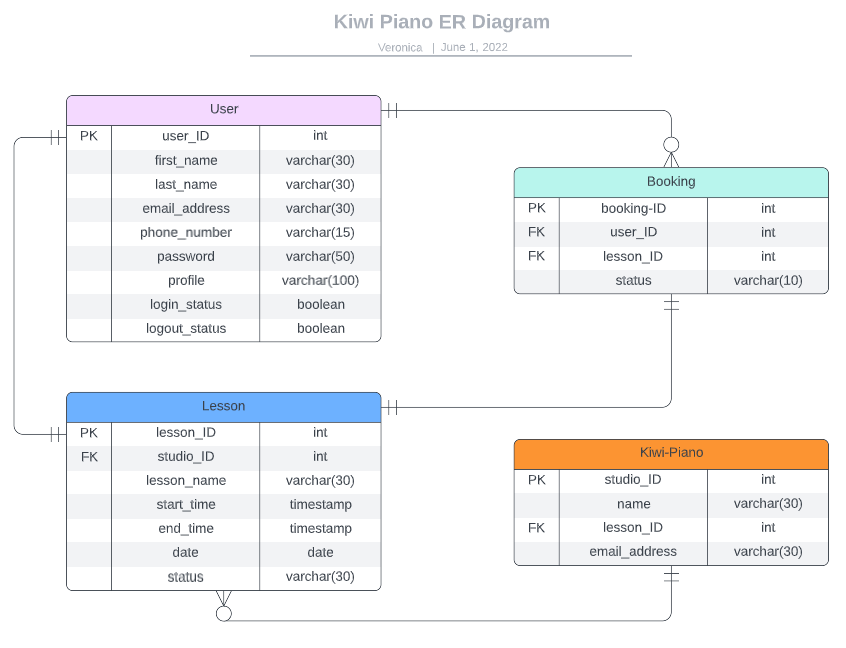 Kiwi Piano ER Diagram
Veronica | June 1, 2022
User
PK user_ID int
first_name varchar(30)
last_name varchar(30)
email_address varchar(30)
phone_number varchar(15)
password varchar(50)
profile varchar(100)
login_status boolean
logout_status boolean
Booking
PK booking-ID int
FK user_ID int
FK lesson_ID int
status varchar(10)
Lesson
PK lesson_ID int
FK studio_ID int
lesson_name varchar(30)
start_time timestamp
end_time timestamp
date date
status varchar(30)
Kiwi-Piano
PK studio_ID int
name varchar(30)
FK lesson_ID int
email_address varchar(30)